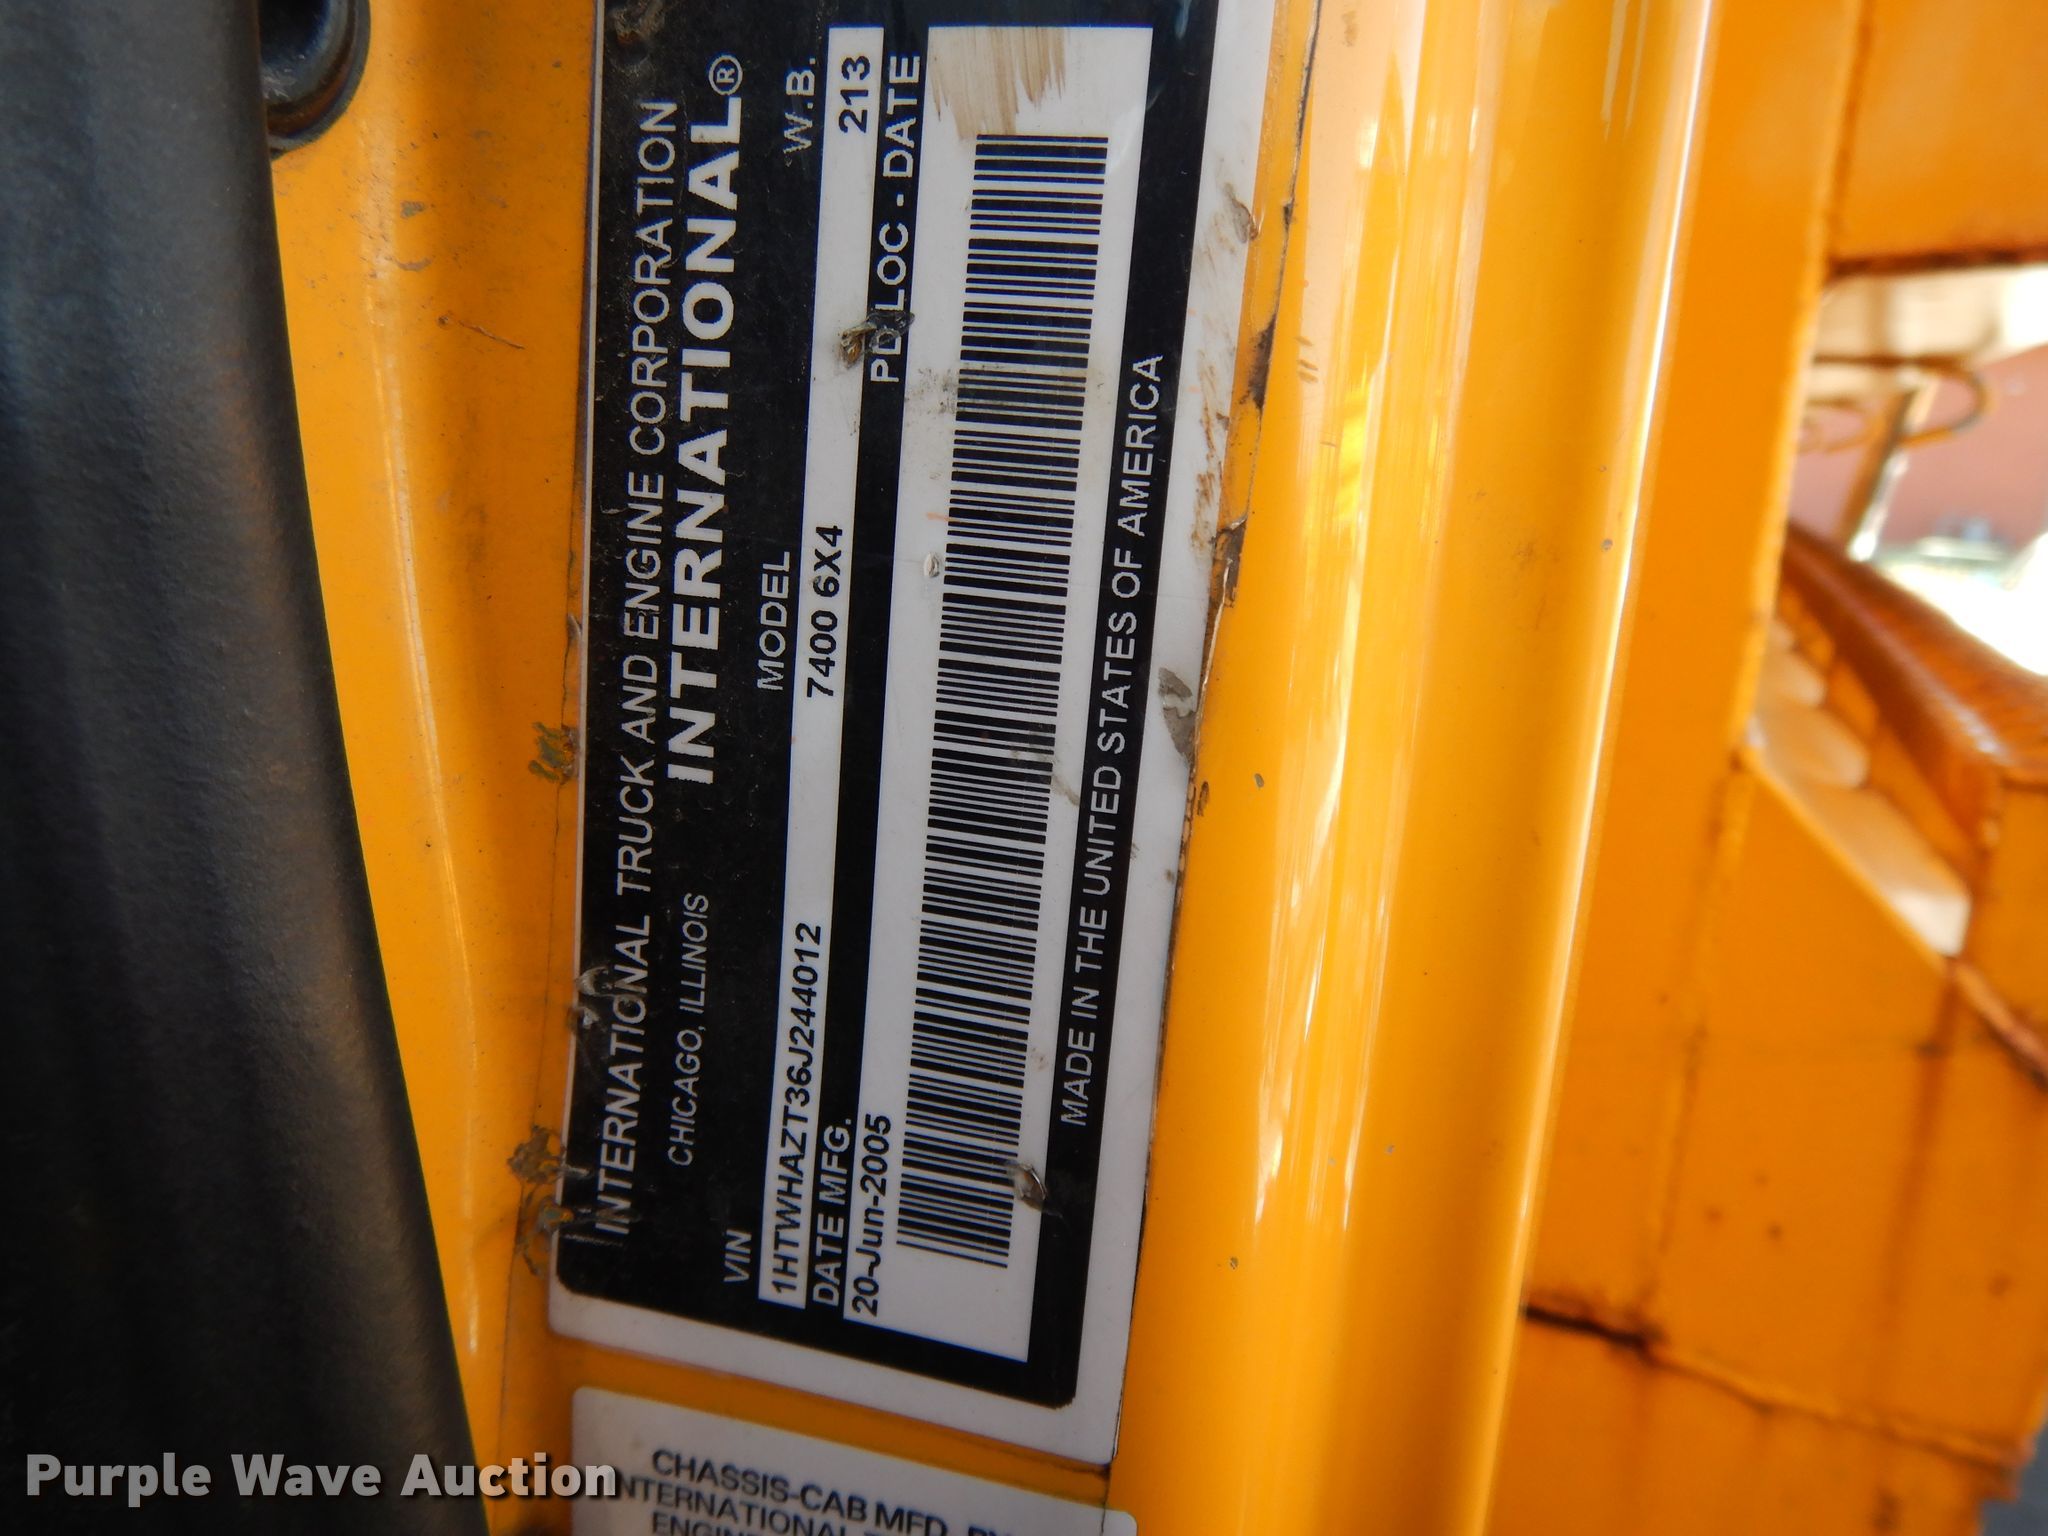 INTERNATIONAL TRUCK AND ENGINE CORPORATION
CHICAGO, ILLINOIS INTERNATIONAL®
VIN MODEL W.B.
1HTWHAZT36J244012 7400 6X4 213
DATE MFG. PD LOC - DATE
20-Jun-2005
MADE IN THE UNITED STATES OF AMERICA
CHASSIS-CAB MFD. BY
INTERNATIONAL
Purple Wave Auction